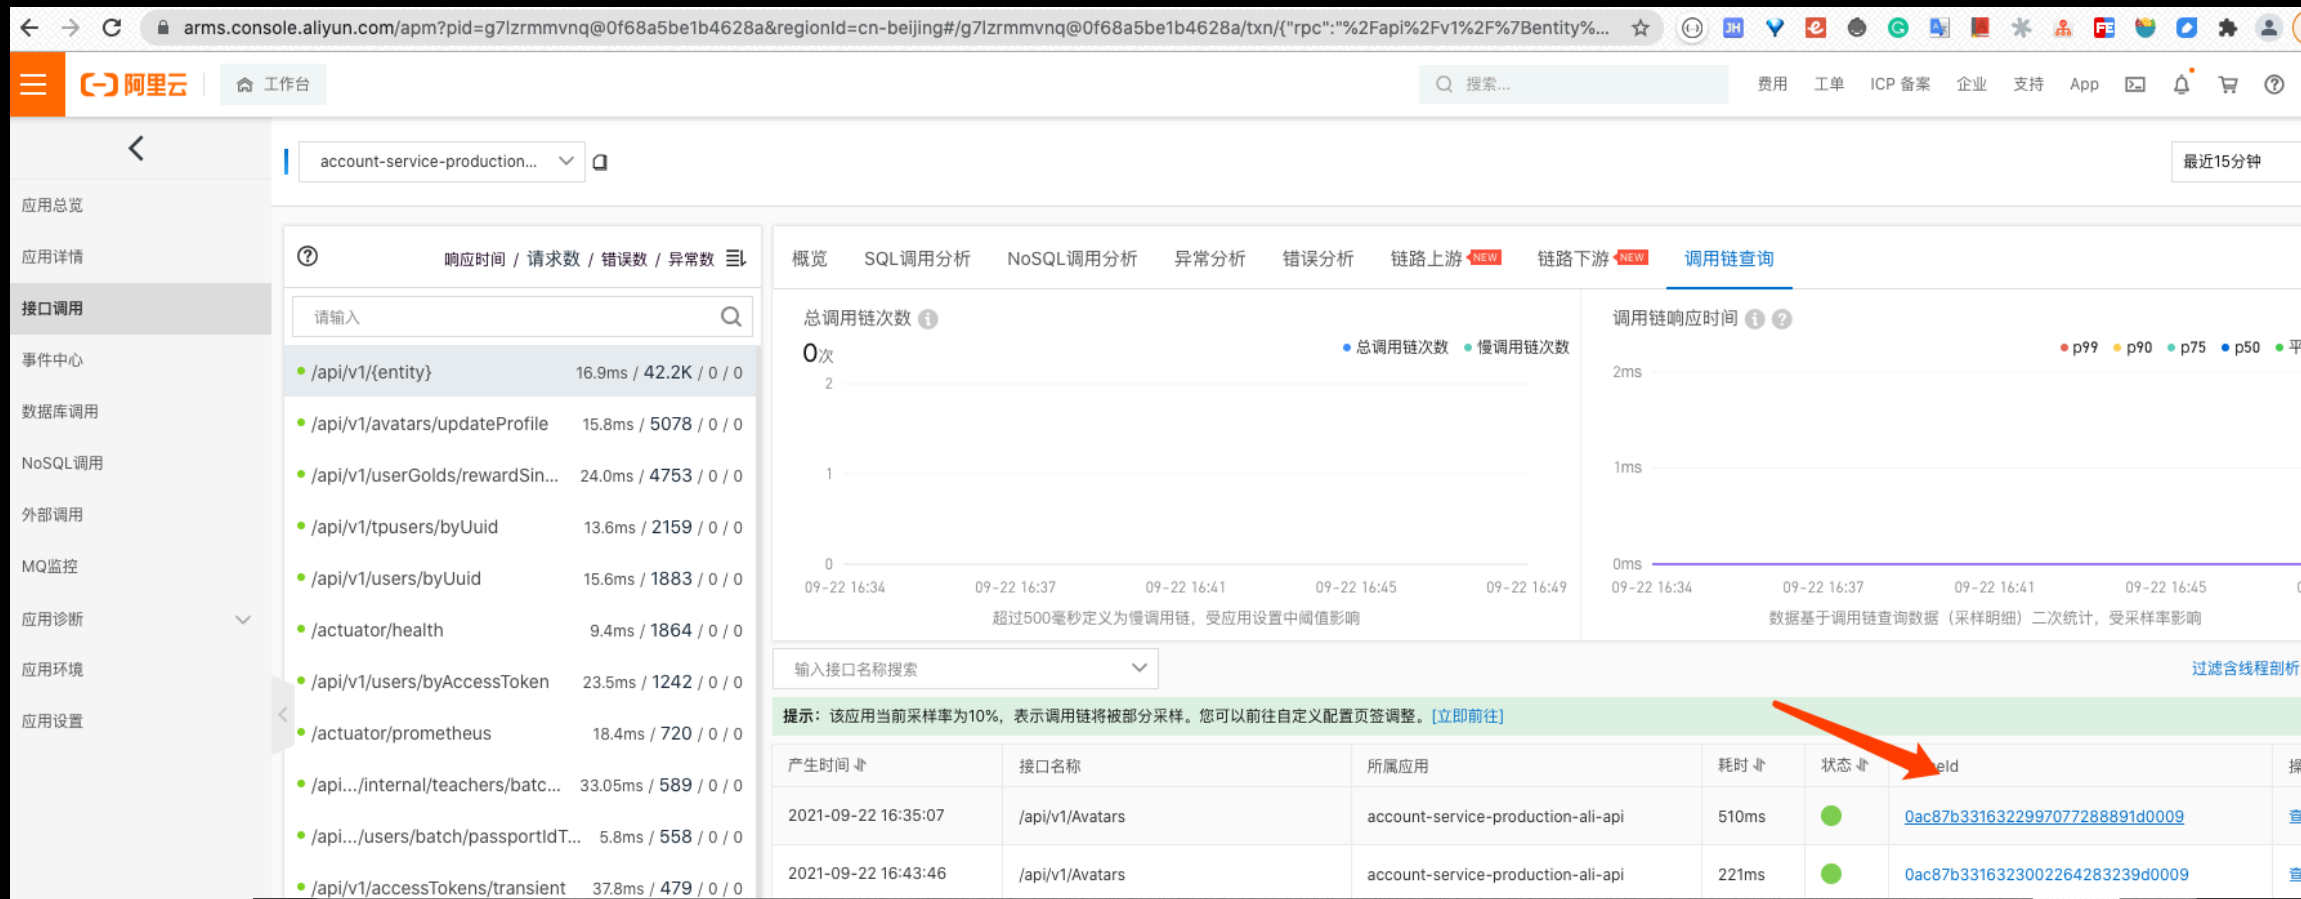 arms.console.aliyun.com/apm?pid=g7lzrmmvnq@0f68a5be1b4628a&regionId=cn-beijing#/g7lzrmmvnq@0f68a5be1b4628a/txn/{"rpc":"%2Fapi%2Fv1%2F%7Bentity%...
阿里云 工作台 搜索... 费用 工单 ICP 备案 企业 支持 App
account-service-production... 最近15分钟
应用总览
应用详情
接口调用
事件中心
数据库调用
NoSQL调用
外部调用
MQ监控
应用诊断
应用环境
应用设置
响应时间 / 请求数 / 错误数 / 异常数
请输入
/api/v1/{entity} 16.9ms / 42.2K / 0 / 0
/api/v1/avatars/updateProfile 15.8ms / 5078 / 0 / 0
/api/v1/userGolds/rewardSin... 24.0ms / 4753 / 0 / 0
/api/v1/tpusers/byUuid 13.6ms / 2159 / 0 / 0
/api/v1/users/byUuid 15.6ms / 1883 / 0 / 0
/actuator/health 9.4ms / 1864 / 0 / 0
/api/v1/users/byAccessToken 23.5ms / 1242 / 0 / 0
/actuator/prometheus 18.4ms / 720 / 0 / 0
/api.../internal/teachers/batc... 33.05ms / 589 / 0 / 0
/api.../users/batch/passportIdT... 5.8ms / 558 / 0 / 0
/api/v1/accessTokens/transient 37.8ms / 479 / 0 / 0
概览 SQL调用分析 NoSQL调用分析 异常分析 错误分析 链路上游 NEW 链路下游 NEW 调用链查询
总调用链次数
0次
总调用链次数 慢调用链次数
2
1
0
09-22 16:34 09-22 16:37 09-22 16:41 09-22 16:45 09-22 16:49
超过500毫秒定义为慢调用链，受应用设置中阈值影响
调用链响应时间
p99 p90 p75 p50 平
2ms
1ms
0ms
09-22 16:34 09-22 16:37 09-22 16:41 09-22 16:45
数据基于调用链查询数据（采样明细）二次统计，受采样率影响
输入接口名称搜索 过滤含线程剖析
提示：该应用当前采样率为10%，表示调用链将被部分采样。您可以前往自定义配置页签调整。[立即前往]
产生时间 接口名称 所属应用 耗时 状态 eId 操
2021-09-22 16:35:07 /api/v1/Avatars account-service-production-ali-api 510ms 0ac87b3316322997077288891d0009 查
2021-09-22 16:43:46 /api/v1/Avatars account-service-production-ali-api 221ms 0ac87b3316323002264283239d0009 查